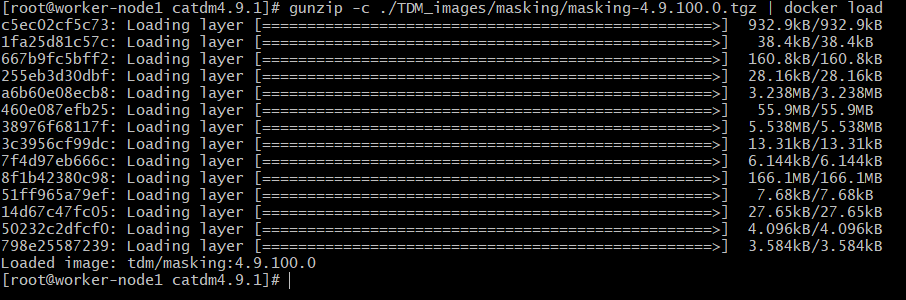 [root@worker-node1 catdm4.9.1]# gunzip -c ./TDM_images/masking/masking-4.9.100.0.tgz | docker load
c5ec02cf5c73: Loading layer [==================================================>]  932.9kB/932.9kB
1fa25d81c57c: Loading layer [==================================================>]   38.4kB/38.4kB
667b9fc5bff2: Loading layer [==================================================>]  160.8kB/160.8kB
255eb3d30dbf: Loading layer [==================================================>]  28.16kB/28.16kB
a6b60e08ecb8: Loading layer [==================================================>]  3.238MB/3.238MB
460e087efb25: Loading layer [==================================================>]   55.9MB/55.9MB
38976f68117f: Loading layer [==================================================>]  5.538MB/5.538MB
3c3956cf99dc: Loading layer [==================================================>]  13.31kB/13.31kB
7f4d97eb666c: Loading layer [==================================================>]  6.144kB/6.144kB
8f1b42380c98: Loading layer [==================================================>]  166.1MB/166.1MB
51ff965a79ef: Loading layer [==================================================>]   7.68kB/7.68kB
14d67c47fc05: Loading layer [==================================================>]  27.65kB/27.65kB
50232c2dfcf0: Loading layer [==================================================>]  4.096kB/4.096kB
798e25587239: Loading layer [==================================================>]  3.584kB/3.584kB
Loaded image: tdm/masking:4.9.100.0
[root@worker-node1 catdm4.9.1]#